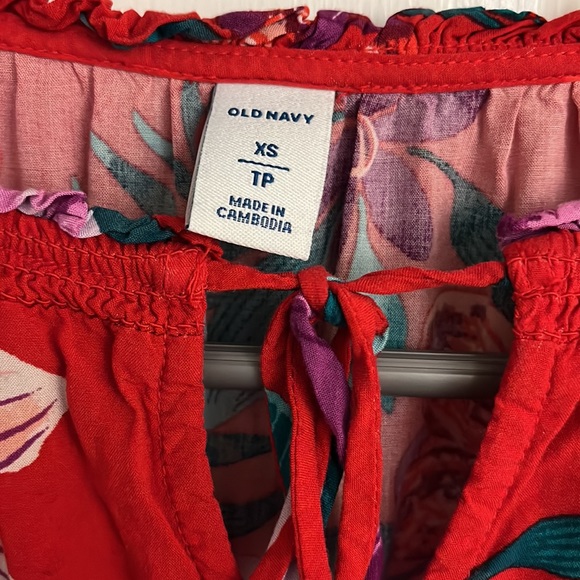 OLD NAVY
XS
TP
MADE IN
CAMBODIA